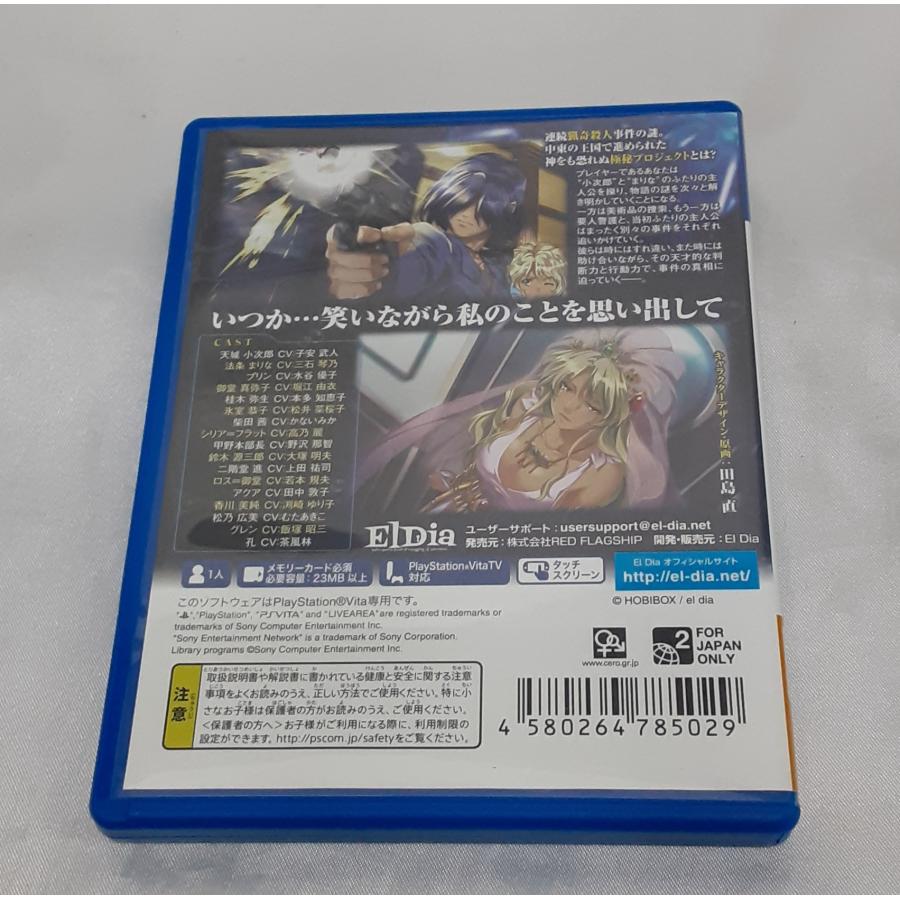 連続猟奇殺人事件の謎。
中東の王国で進められた
神をも恐れぬ極秘プロジェクトとは?
プレイヤーであるあなたは
"小次郎"と"まりな"のふたりの主人
公を操り、物語の謎を次々と解
き明かしていくことになる。
一方は美術品の捜索、もう一方は
要人警護と、当初ふたりの主人公
はまったく別々の事件をそれぞれ
追いかけていく。
彼らは時にはすれ違い、また時には
助け合いながら、その天才的な判
断力と行動力で、事件の真相に
迫っていく——。
いつか…笑いながら私のことを思い出して
CAST
天城 小次郎 CV:子安 武人
法条 まりな CV:三石 琴乃
プリン CV:水谷 優子
御堂 真弥子 CV:堀江 由衣
桂木 弥生 CV:本多 知恵子
氷室 恭子 CV:松井 菜桜子
柴田 茜 CV:かないみか
シリア=フラット CV:高乃 麗
甲野本部長 CV:野沢 那智
鈴木 源三郎 CV:大塚 明夫
二階堂 進 CV:上田 祐司
ロス=御堂 CV:若本 規夫
アクア CV:田中 敦子
香川 美純 CV:渕崎 ゆり子
松乃 広美 CV:むたあきこ
グレン CV:飯塚 昭三
孔 CV:茶風林
キャラクターデザイン・原画:田島 直
El Dia
ユーザーサポート:usersupport@el-dia.net
発売元:株式会社RED FLAGSHIP 開発・販売元:El Dia
1人
メモリーカード必須
必要容量:23MB 以上
PlayStation®VitaTV
対応
タッチ
スクリーン
El Dia オフィシャルサイト
http://el-dia.net/
© HOBIBOX / el dia
このソフトウェアはPlayStation®Vita専用です。
"PlayStation", "PSVITA" and "LIVEAREA" are registered trademarks or
trademarks of Sony Computer Entertainment Inc.
"Sony Entertainment Network" is a trademark of Sony Corporation.
Library programs ©Sony Computer Entertainment Inc.
www.cero.gr.jp
2
FOR
JAPAN
ONLY
注意
取扱説明書や解説書に書かれている健康と安全に関する注意
事項をよくお読みのうえ、正しい方法でご使用ください。特に小
さなお子様は保護者の方がお読みのうえ、ご使用ください。
<保護者の方へ>お子様がご利用になる際に、利用制限の
設定ができます。http://pscom.jp/safetyをご覧ください。
4 580264 785029